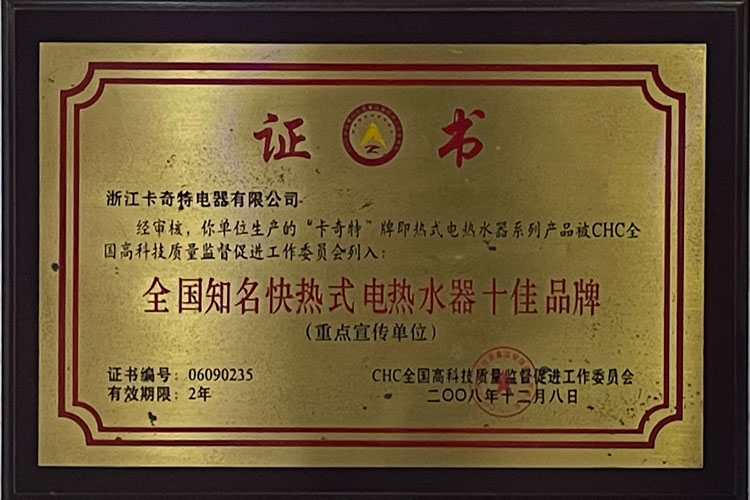 证书
浙江卡奇特电器有限公司
经审核，你单位生产的“卡奇特”牌即热式电热水器系列产品被CHC全
国高科技质量监督促进工作委员会列入：
全国知名快热式电热水器十佳品牌
（重点宣传单位）
证书编号：06090235
有效期限：2年
CHC全国高科技质量监督促进工作委员会
二〇〇八年十二月八日